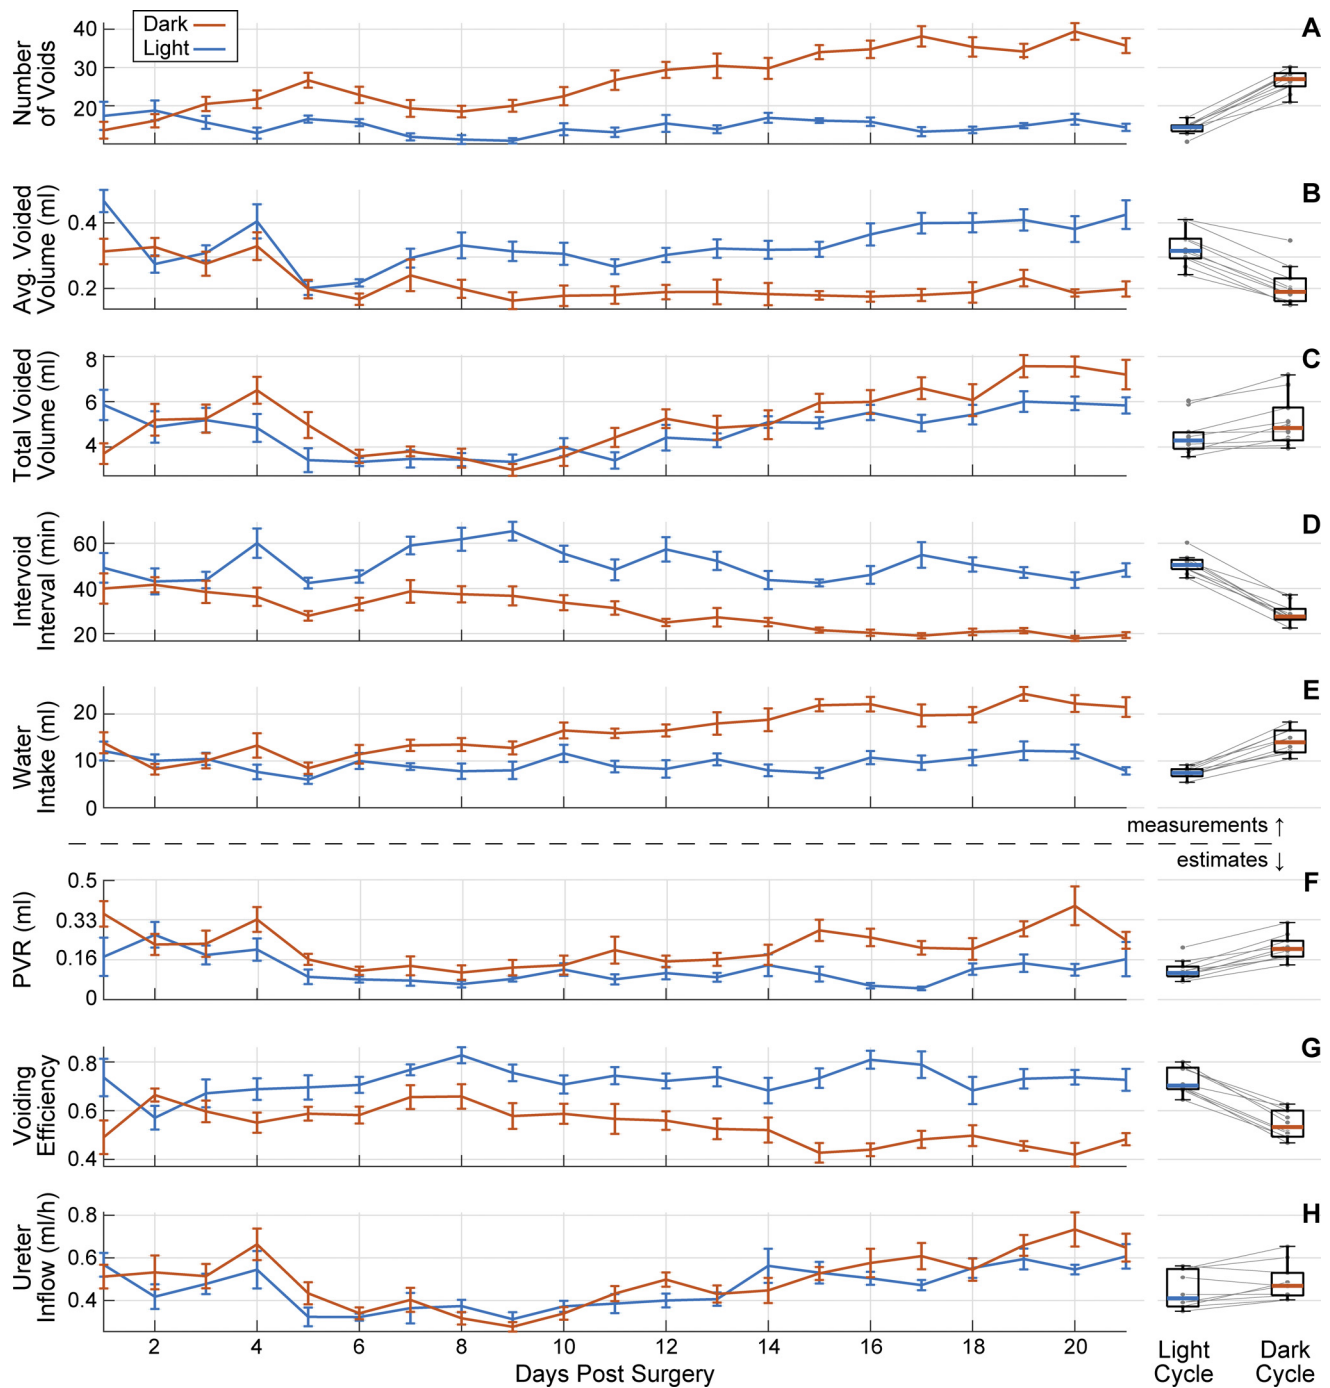 Dark
Light
A
Number
of Voids
40
30
20
B
Avg. Voided
Volume (ml)
0.4
0.2
C
Total Voided
Volume (ml)
8
6
4
D
Intervoid
Interval (min)
60
40
20
E
Water
Intake (ml)
20
10
0
measurements ↑
estimates ↓
F
PVR (ml)
0.5
0.33
0.16
0
G
Voiding
Efficiency
0.8
0.6
0.4
H
Ureter
Inflow (ml/h)
0.8
0.6
0.4
2 4 6 8 10 12 14 16 18 20
Days Post Surgery
Light
Cycle
Dark
Cycle